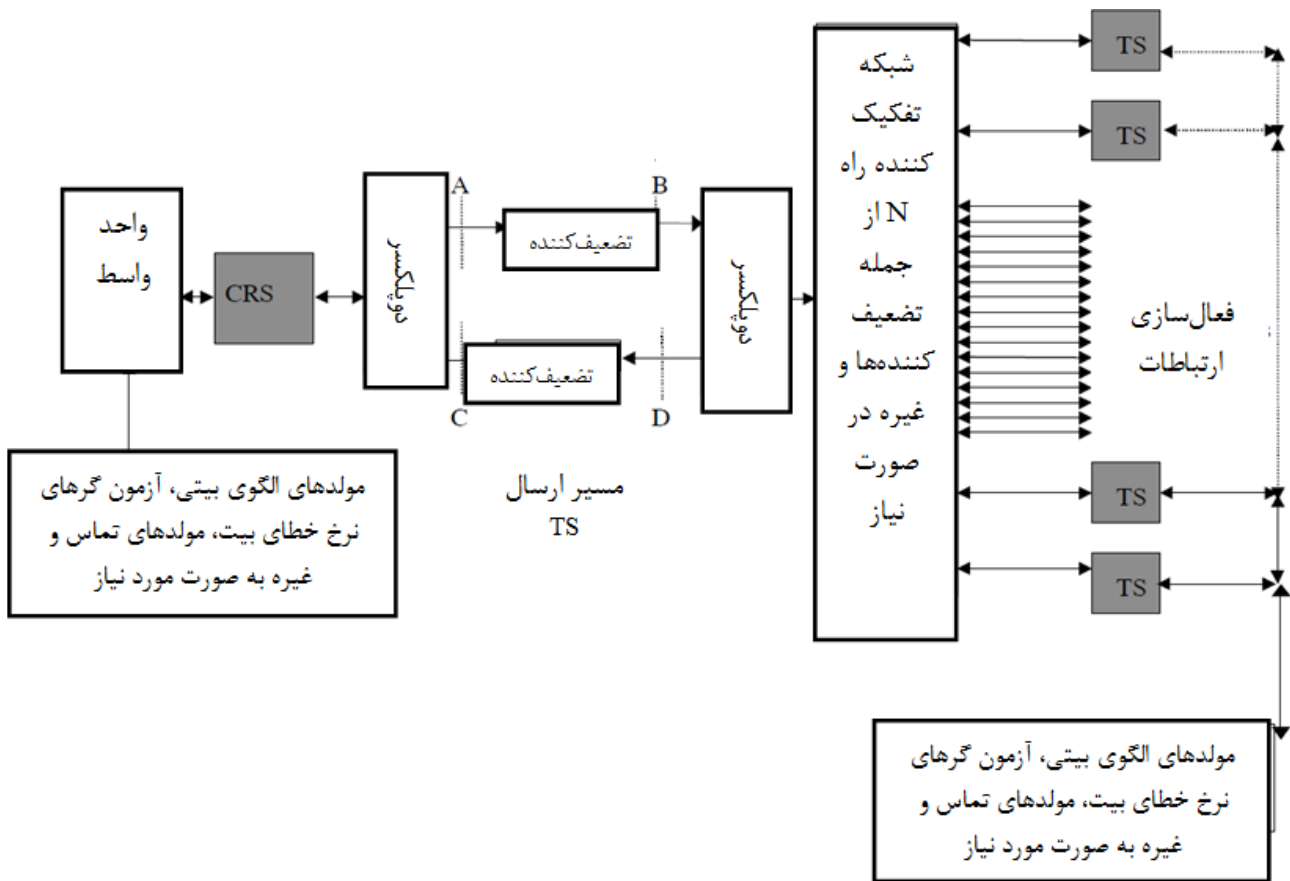 واحد
واسط
CRS
دوپلکسر
A
B
تضعیف‌کننده
تضعیف‌کننده
C
D
مسیر ارسال
TS
دوپلکسر
شبکه
تفکیک
کننده راه
N از
جمله
تضعیف
کننده‌ها و
غیره در
صورت
نیاز
TS
TS
فعال‌سازی
ارتباطات
TS
TS
مولدهای الگوی بیتی، آزمون گرهای
نرخ خطای بیت، مولدهای تماس و
غیره به صورت مورد نیاز
مولدهای الگوی بیتی، آزمون گرهای
نرخ خطای بیت، مولدهای تماس و
غیره به صورت مورد نیاز